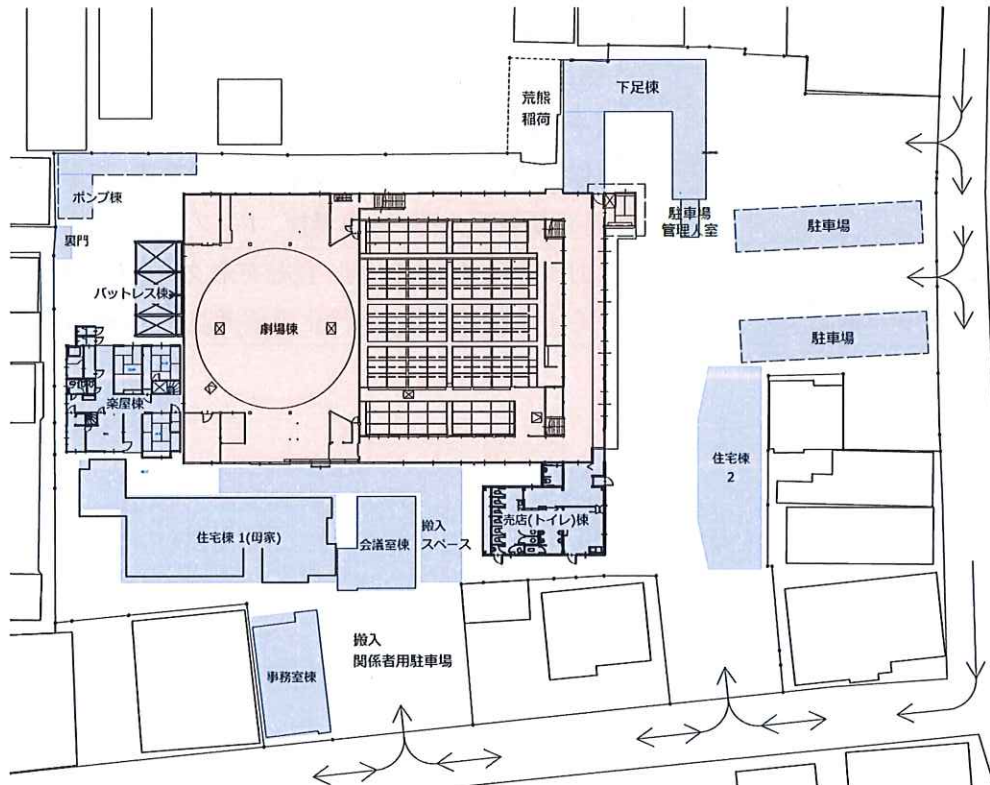 荒熊
稲荷
下足棟
ポンプ棟
裏門
バットレス棟
劇場棟
駐車場
管理人室
駐車場
駐車場
楽屋棟
住宅棟
2
住宅棟 1(母家)
会議室棟
搬入
スペース
売店(トイレ)棟
事務室棟
搬入
関係者用駐車場